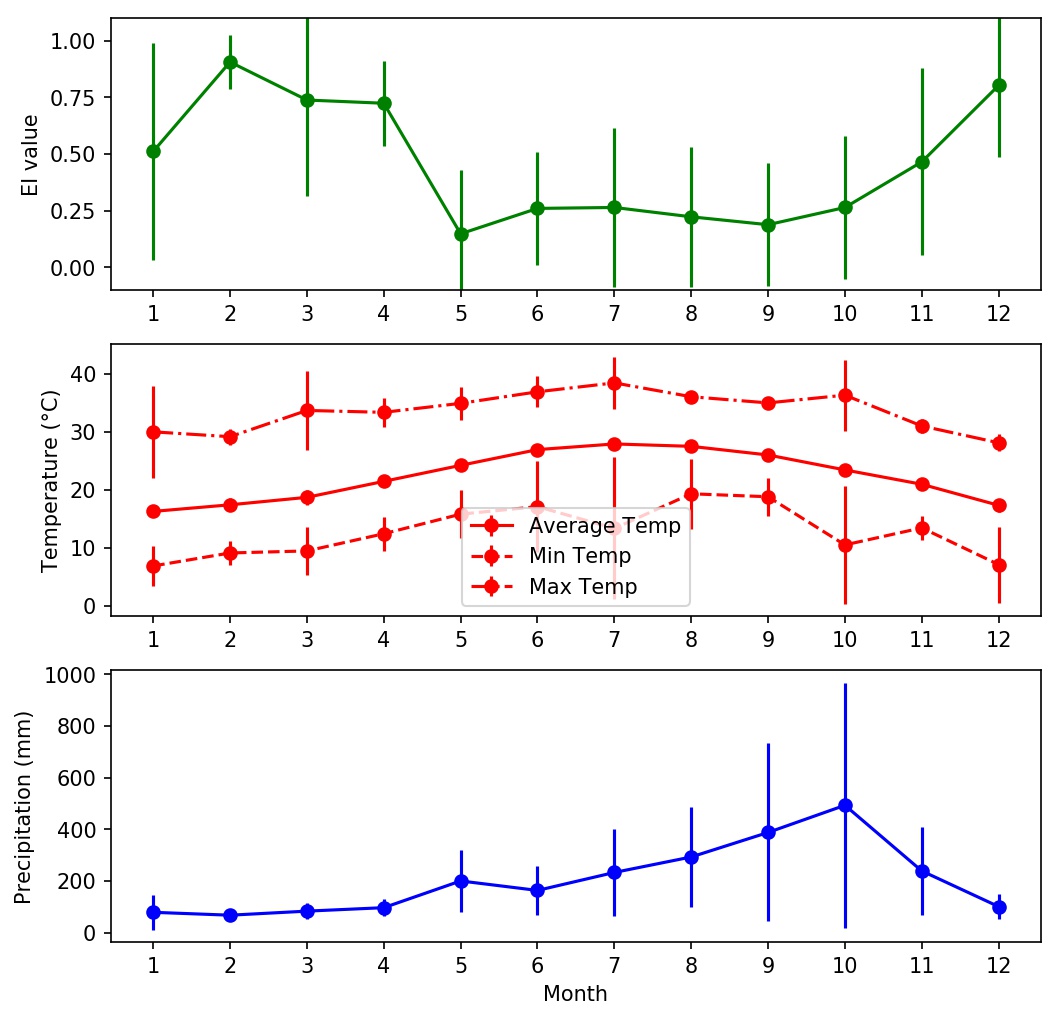 EI value
1.00
0.75
0.50
0.25
0.00
1 2 3 4 5 6 7 8 9 10 11 12
Temperature (°C)
40
30
20
10
0
Average Temp
Min Temp
Max Temp
1 2 3 4 5 6 7 8 9 10 11 12
Precipitation (mm)
1000
800
600
400
200
0
1 2 3 4 5 6 7 8 9 10 11 12
Month